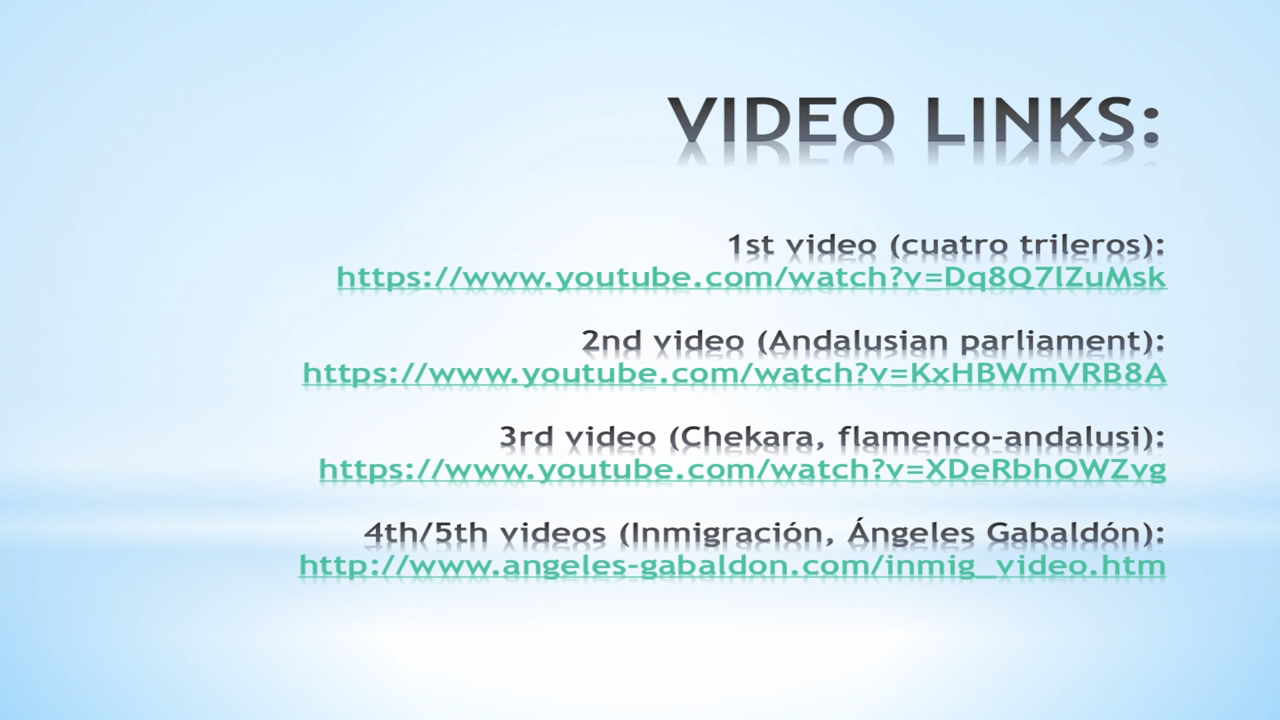 VIDEO LINKS:
1st video (cuatro trileros):
https://www.youtube.com/watch?v=Dq8Q7lZuMsk
2nd video (Andalusian parliament):
https://www.youtube.com/watch?v=KxHBWmVRB8A
3rd video (Chekara, flamenco-andalusi):
https://www.youtube.com/watch?v=XDeRbhOWZvg
4th/5th videos (Inmigración, Ángeles Gabaldón):
http://www.angeles-gabaldon.com/inmig_video.htm